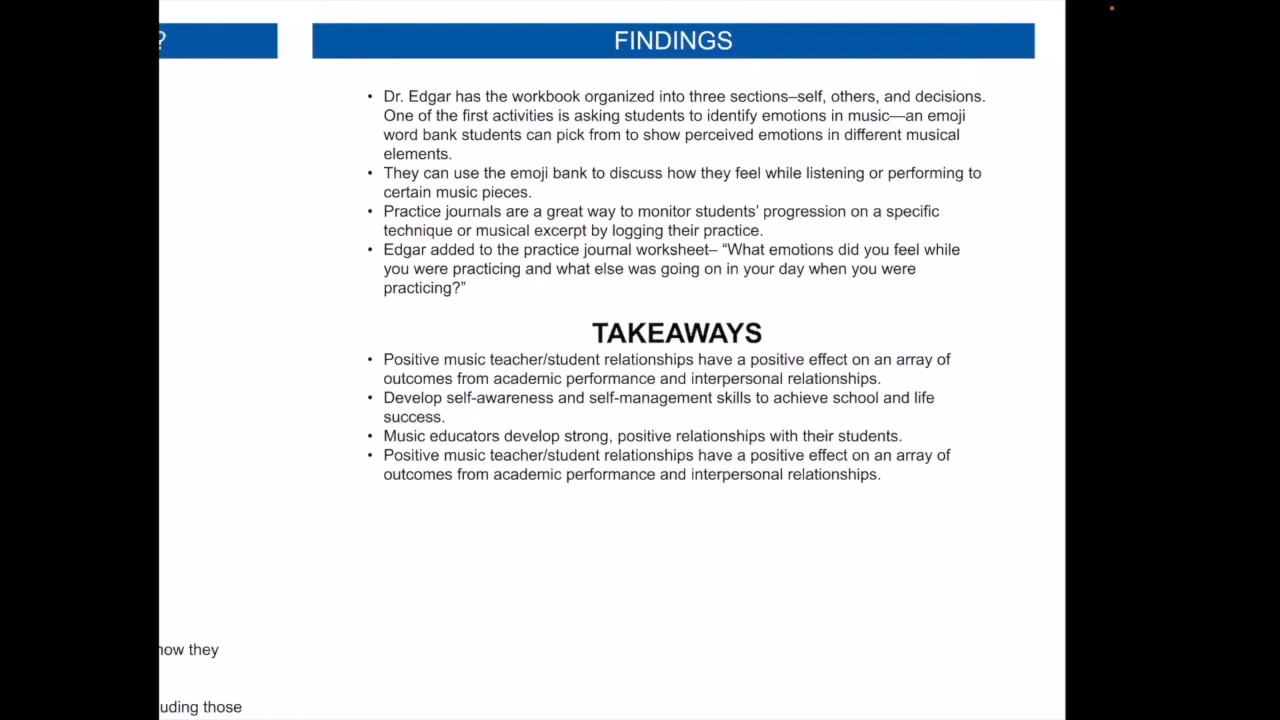 ?
FINDINGS
• Dr. Edgar has the workbook organized into three sections–self, others, and decisions.
One of the first activities is asking students to identify emotions in music—an emoji
word bank students can pick from to show perceived emotions in different musical
elements.
• They can use the emoji bank to discuss how they feel while listening or performing to
certain music pieces.
• Practice journals are a great way to monitor students’ progression on a specific
technique or musical excerpt by logging their practice.
• Edgar added to the practice journal worksheet– “What emotions did you feel while
you were practicing and what else was going on in your day when you were
practicing?”
TAKEAWAYS
• Positive music teacher/student relationships have a positive effect on an array of
outcomes from academic performance and interpersonal relationships.
• Develop self-awareness and self-management skills to achieve school and life
success.
• Music educators develop strong, positive relationships with their students.
• Positive music teacher/student relationships have a positive effect on an array of
outcomes from academic performance and interpersonal relationships.
they
those